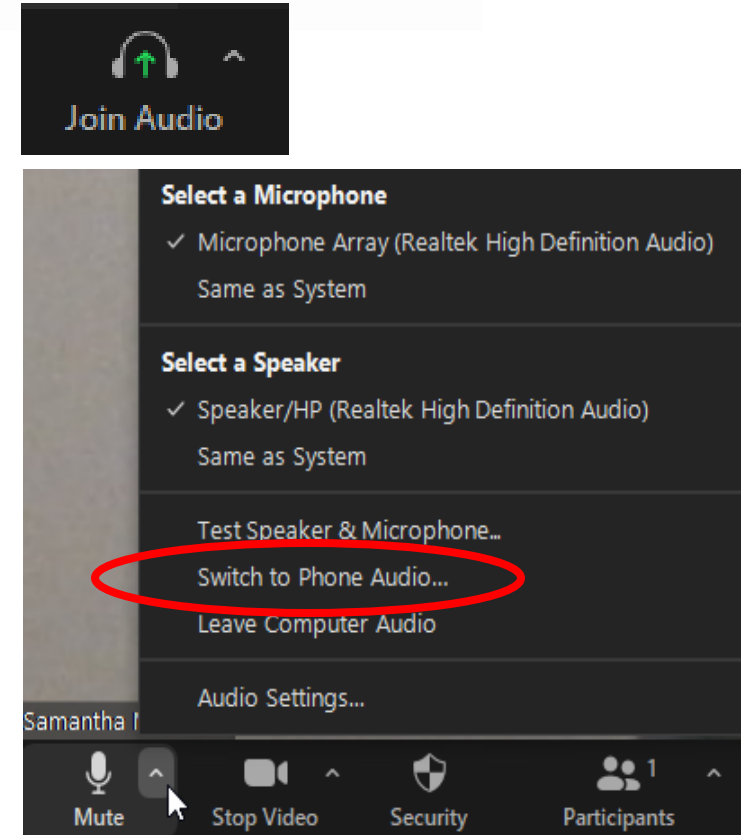 Join Audio
Select a Microphone
✓ Microphone Array (Realtek High Definition Audio)
Same as System
Select a Speaker
✓ Speaker/HP (Realtek High Definition Audio)
Same as System
Test Speaker & Microphone...
Switch to Phone Audio...
Leave Computer Audio
Audio Settings...
Samantha
1
Mute Stop Video Security Participants